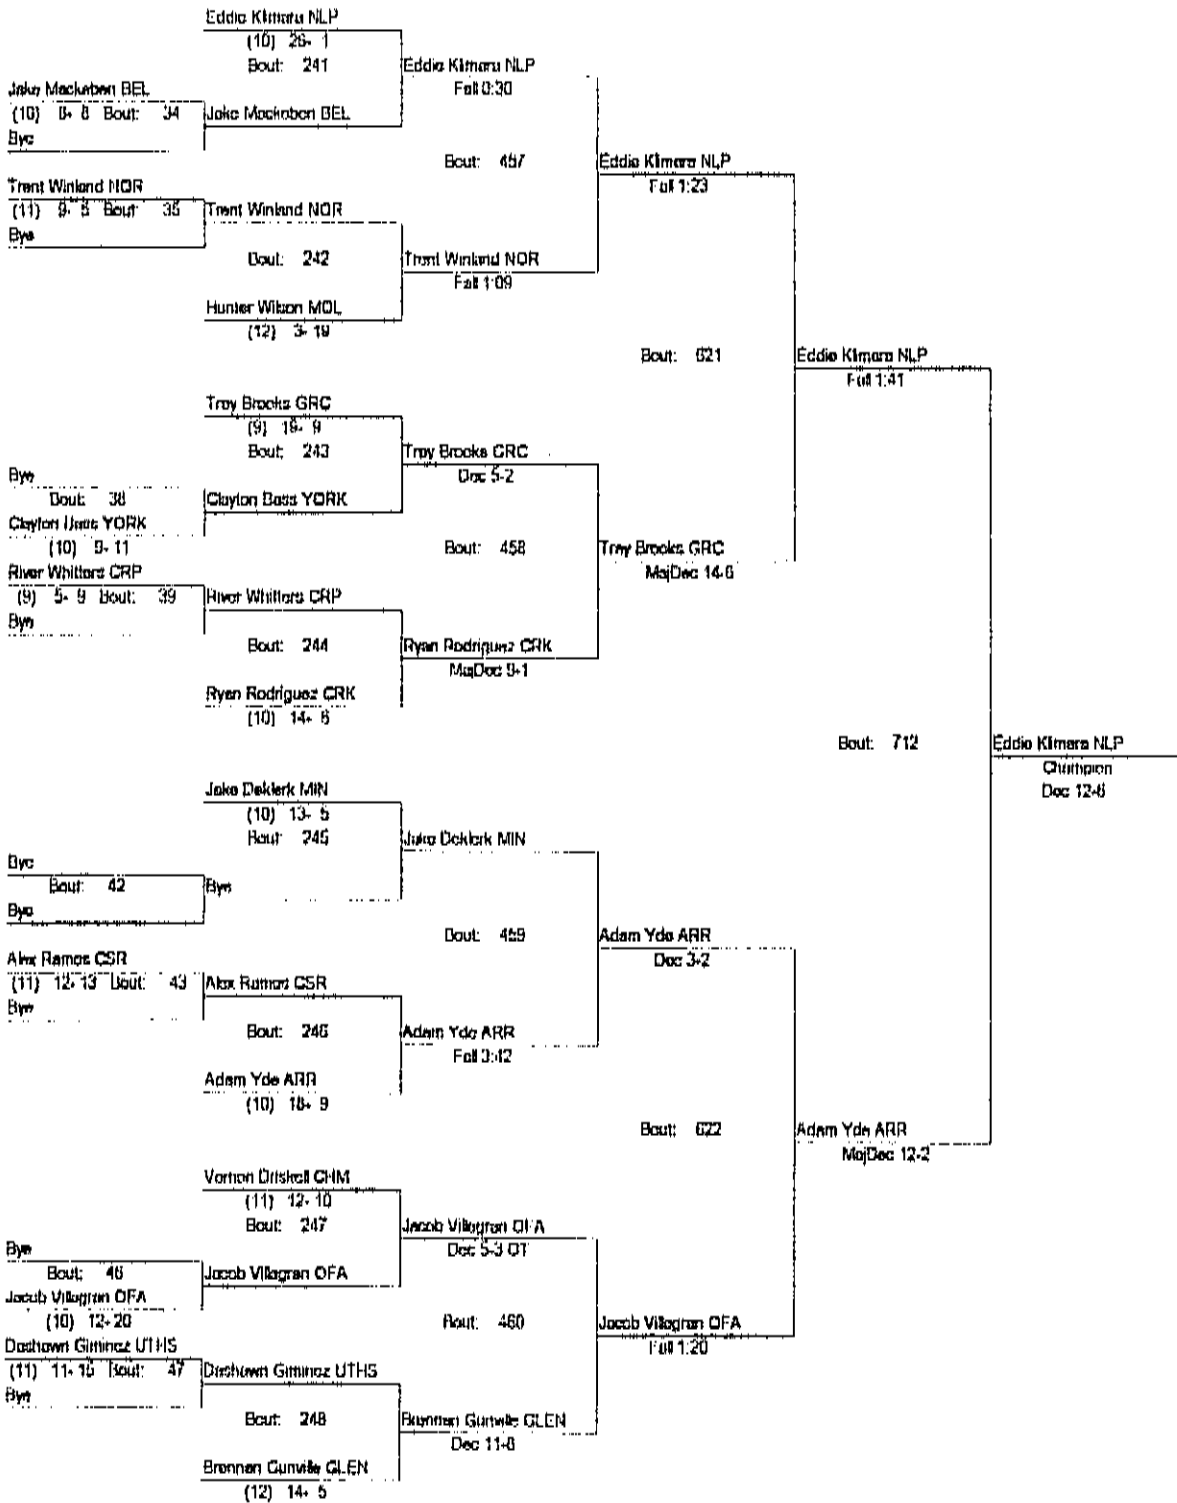 Eddie Kimara NLP
(10) 26- 1
Bout: 241
Eddie Kimara NLP
Fall 0:30
Jake Mackeben BEL
(10) 8- 8 Bout: 34
Jake Mackeben BEL
Bye
Bout: 457
Eddie Kimara NLP
Fall 1:23
Trent Winland NOR
(11) 9- 5 Bout: 35
Trent Winland NOR
Bye
Bout: 242
Trent Winland NOR
Fall 1:09
Hunter Wilson MOL
(12) 3- 19
Bout: 621
Eddie Kimara NLP
Fall 1:41
Troy Brooks GRC
(9) 19- 9
Bout: 243
Troy Brooks GRC
Dec 5-2
Bye
Bout: 38
Clayton Bass YORK
Clayton Bass YORK
(10) 9- 11
Bout: 458
Troy Brooks GRC
MajDec 14-6
River Whitters CRP
(9) 5- 9 Bout: 39
River Whitters CRP
Bye
Bout: 244
Ryan Rodriguez CRK
MajDec 9-1
Ryan Rodriguez CRK
(10) 14- 6
Bout: 712
Eddie Kimara NLP
Champion
Dec 12-6
Jake Deklerk MIN
(10) 13- 5
Bout: 245
Jake Deklerk MIN
Bye
Bout: 42
Bye
Bye
Bout: 459
Adam Yde ARR
Dec 3-2
Alex Ramos CSR
(11) 12- 13 Bout: 43
Alex Ramos CSR
Bye
Bout: 246
Adam Yde ARR
Fall 3:42
Adam Yde ARR
(10) 18- 9
Bout: 622
Adam Yde ARR
MajDec 12-2
Vernon Driskell CHM
(11) 12- 10
Bout: 247
Jacob Villagran OFA
Dec 5-3 OT
Bye
Bout: 46
Jacob Villagran OFA
Jacob Villagran OFA
(10) 12- 20
Bout: 460
Jacob Villagran OFA
Fall 1:20
Dashawn Giminez UTHS
(11) 11- 15 Bout: 47
Dashawn Giminez UTHS
Bye
Bout: 248
Brennan Gunville GLEN
Dec 11-8
Brennan Gunville GLEN
(12) 14- 5